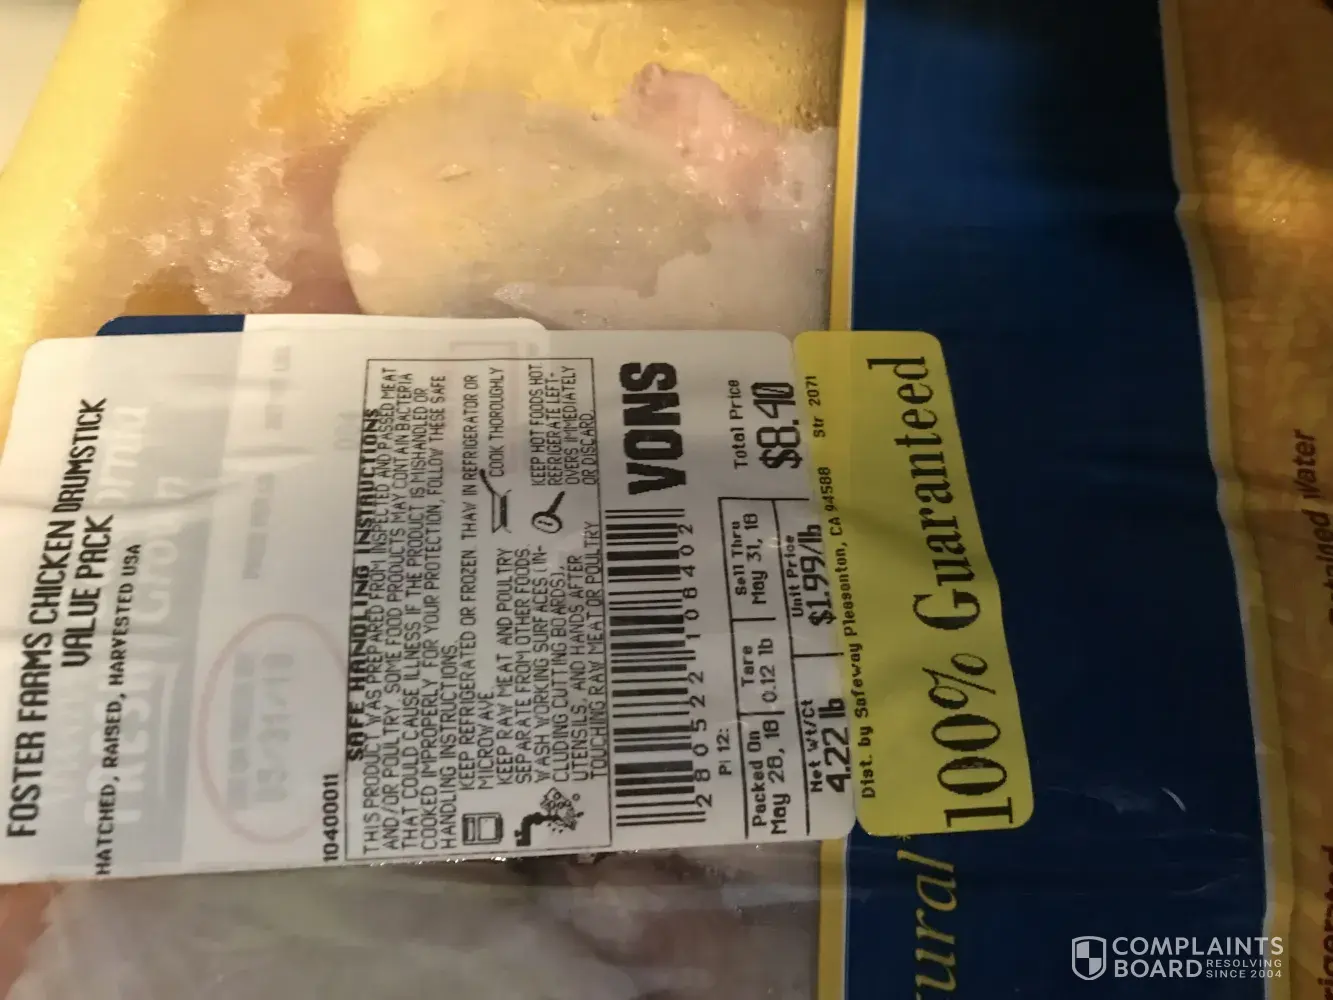 FOSTER FARMS CHICKEN DRUMSTICK
VALUE PACK
HATCHED, RAISED, HARVESTED USA
10400011
SAFE HANDLING INSTRUCTIONS
THIS PRODUCT WAS PREPARED FROM INSPECTED AND PASSED MEAT
AND/OR POULTRY. SOME FOOD PRODUCTS MAY CONTAIN BACTERIA
THAT COULD CAUSE ILLNESS IF THE PRODUCT IS MISHANDLED OR
COOKED IMPROPERLY. FOR YOUR PROTECTION, FOLLOW THESE SAFE
HANDLING INSTRUCTIONS.
KEEP REFRIGERATED OR FROZEN. THAW IN REFRIGERATOR OR
MICROWAVE.
KEEP RAW MEAT AND POULTRY
SEPARATE FROM OTHER FOODS.
WASH WORKING SURFACES (IN-
CLUDING CUTTING BOARDS),
UTENSILS, AND HANDS AFTER
TOUCHING RAW MEAT OR POULTRY
COOK THOROUGHLY
KEEP HOT FOODS HOT.
REFRIGERATE LEFT-
OVERS IMMEDIATELY
OR DISCARD.
VONS
2 80522 108402
Pl 12:
Packed On
May 28, 18
Tare
0.12 lb
Sell Thru
May 31, 18
Total Price
$8.40
Net Wt/Ct
4.22 lb
Unit Price
$1.99/lb
Dist. by Safeway Pleasanton, CA 94588
Str 2071
100% Guaranteed
ural*
Water
COMPLAINTS
BOARD RESOLVING
SINCE 2004